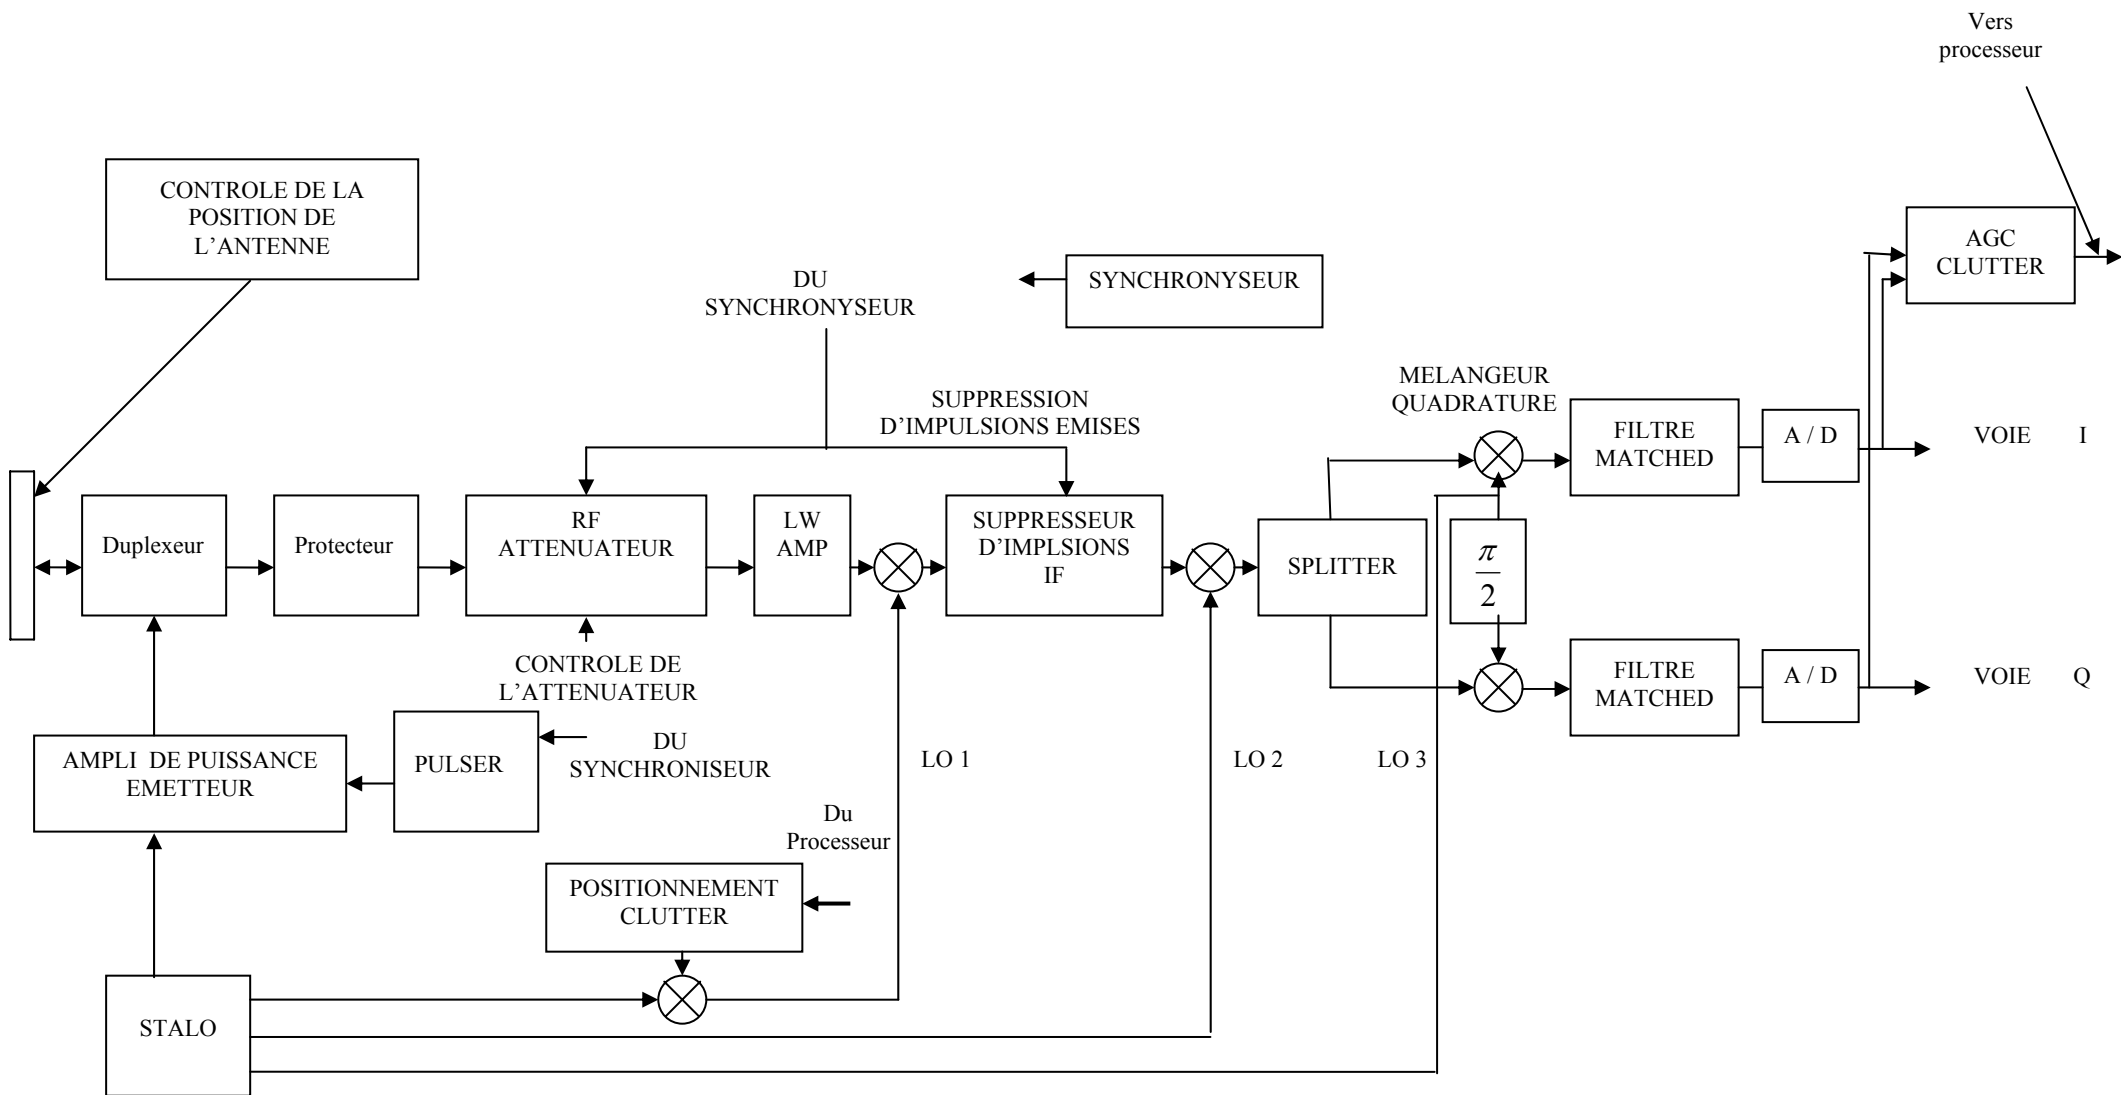 Vers
processeur
CONTROLE DE LA
POSITION DE
L’ANTENNE
AGC
CLUTTER
DU
SYNCHRONYSEUR
SYNCHRONYSEUR
SUPPRESSION
D’IMPULSIONS EMISES
MELANGEUR
QUADRATURE
FILTRE
MATCHED
A / D
VOIE I
Duplexeur
Protecteur
RF
ATTENUATEUR
LW
AMP
SUPPRESSEUR
D’IMPLSIONS
IF
SPLITTER
π
2
CONTROLE DE
L’ATTENUATEUR
FILTRE
MATCHED
A / D
VOIE Q
AMPLI DE PUISSANCE
EMETTEUR
PULSER
DU
SYNCHRONISEUR
LO 1
LO 2
LO 3
Du
Processeur
POSITIONNEMENT
CLUTTER
STALO